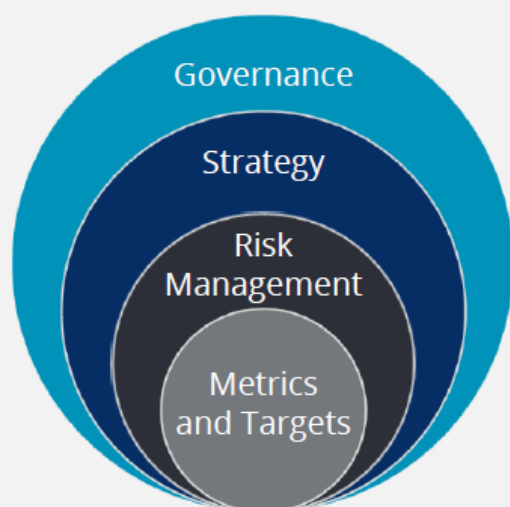 Governance
Strategy
Risk
Management
Metrics
and Targets